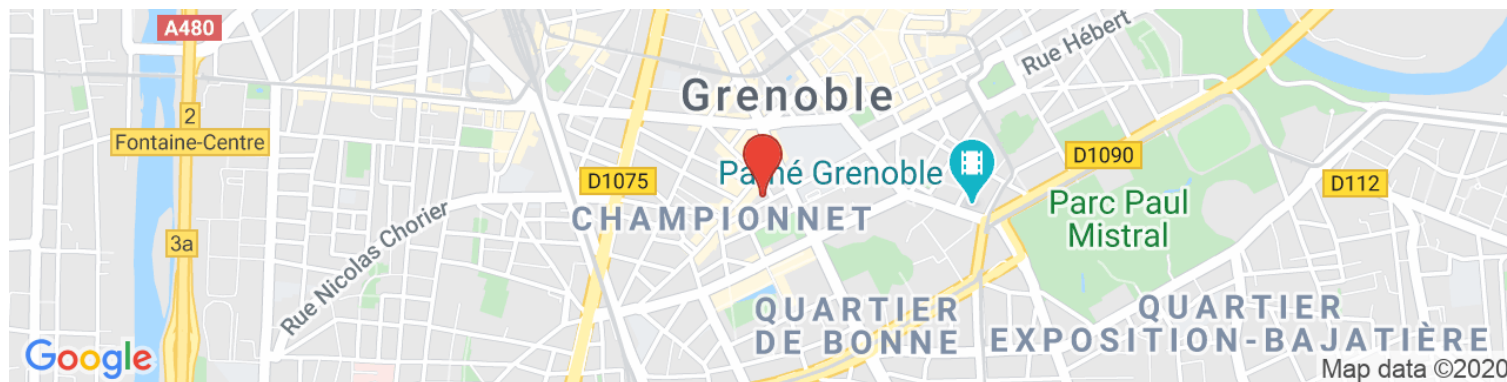 A480
2
Fontaine-Centre
3a
Rue Nicolas Chorier
D1075
Grenoble
Rue Hébert
Pathé Grenoble
D1090
D112
CHAMPIONNET
Parc Paul
Mistral
QUARTIER
DE BONNE
QUARTIER
EXPOSITION-BAJATIÈRE
Google
Map data ©2020